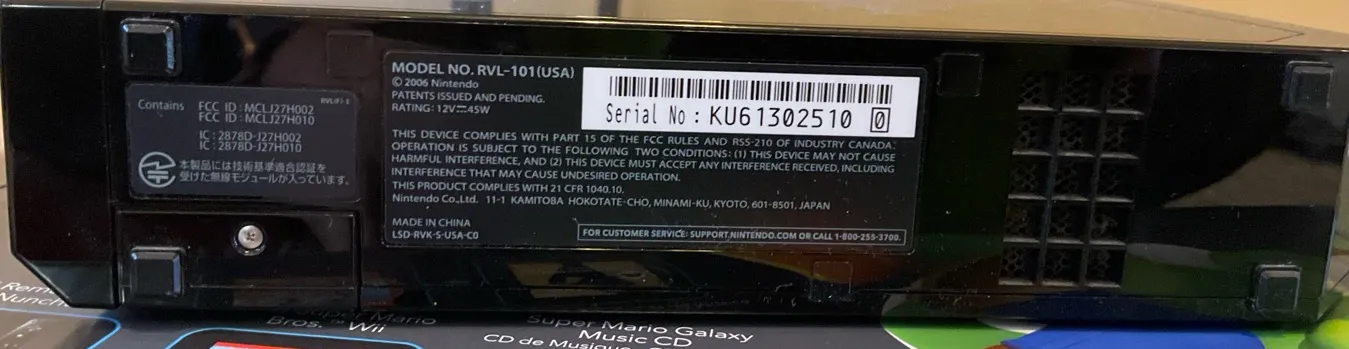 Contains FCC ID : MCLJ27H002
FCC ID : MCLJ27H010
IC : 2878D-J27H002
IC : 2878D-J27H010
本製品には技術基準適合認証を
受けた無線モジュールが入っています。
MODEL NO. RVL-101(USA)
© 2006 Nintendo
PATENTS ISSUED AND PENDING.
RATING: 12V⎓45W
Serial No : KU61302510 0
THIS DEVICE COMPLIES WITH PART 15 OF THE FCC RULES AND RSS-210 OF INDUSTRY CANADA.
OPERATION IS SUBJECT TO THE FOLLOWING TWO CONDITIONS: (1) THIS DEVICE MAY NOT CAUSE
HARMFUL INTERFERENCE, AND (2) THIS DEVICE MUST ACCEPT ANY INTERFERENCE RECEIVED, INCLUDING
INTERFERENCE THAT MAY CAUSE UNDESIRED OPERATION.
THIS PRODUCT COMPLIES WITH 21 CFR 1040.10.
Nintendo Co.,Ltd. 11-1 KAMITOBA HOKOTATE-CHO, MINAMI-KU, KYOTO, 601-8501, JAPAN
MADE IN CHINA
LSD-RVK-S-USA-C0
FOR CUSTOMER SERVICE: SUPPORT.NINTENDO.COM OR CALL 1-800-255-3700.
Super Mario
Bros.™ Wii
Super Mario Galaxy
Music CD
CD de Musique